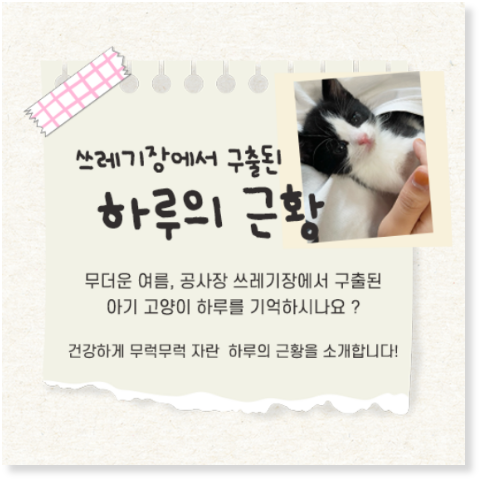 쓰레기장에서 구출된
하루의 근황
무더운 여름, 공사장 쓰레기장에서 구출된
아기 고양이 하루를 기억하시나요 ?
건강하게 무럭무럭 자란 하루의 근황을 소개합니다!